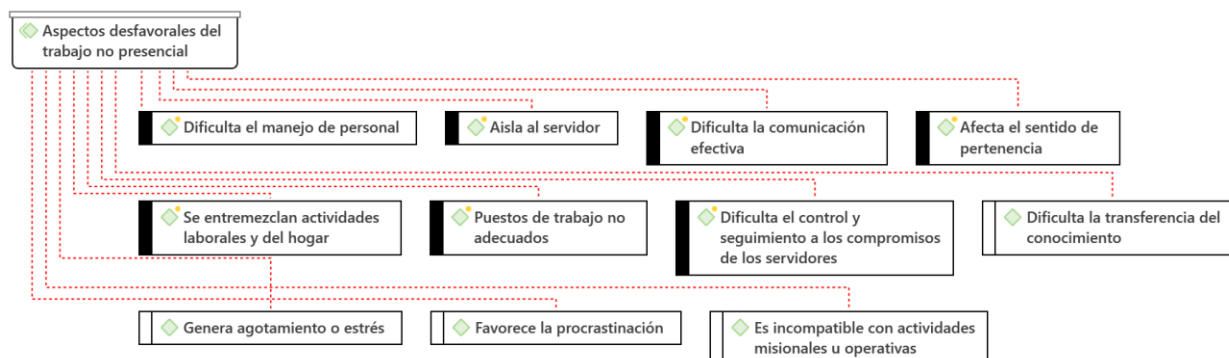 Aspectos desfavorales del
trabajo no presencial
Dificulta el manejo de personal
Aisla al servidor
Dificulta la comunicación
efectiva
Afecta el sentido de
pertenencia
Se entremezclan actividades
laborales y del hogar
Puestos de trabajo no
adecuados
Dificulta el control y
seguimiento a los compromisos
de los servidores
Dificulta la transferencia del
conocimiento
Genera agotamiento o estrés
Favorece la procrastinación
Es incompatible con actividades
misionales u operativas